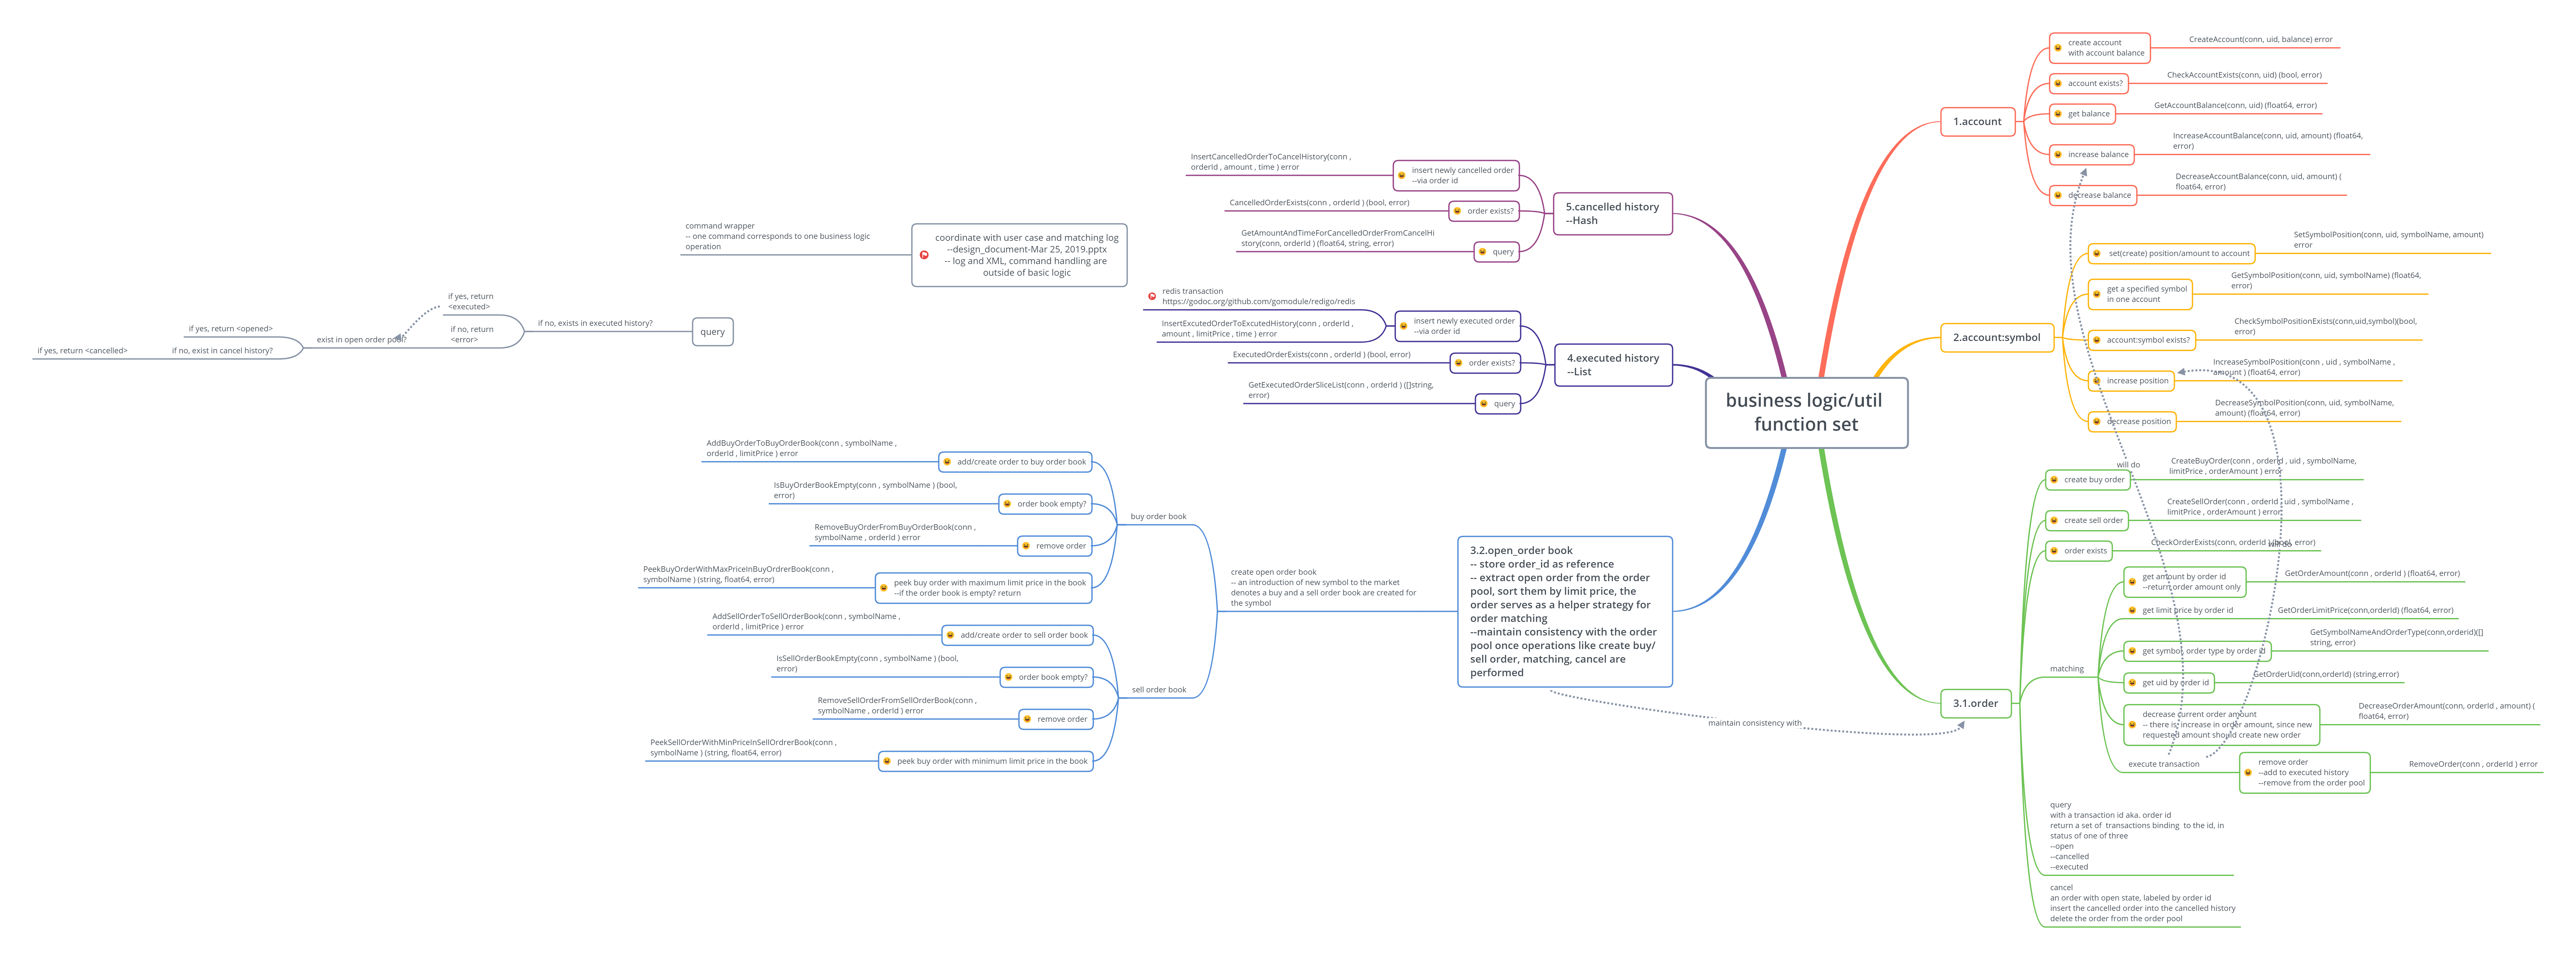 business logic/util
function set
1.account
create account
with account balance
CreateAccount(conn, uid, balance) error
account exists?
CheckAccountExists(conn, uid) (bool, error)
get balance
GetAccountBalance(conn, uid) (float64, error)
increase balance
IncreaseAccountBalance(conn, uid, amount) (float64,
error)
decrease balance
DecreaseAccountBalance(conn, uid, amount) (
float64, error)
2.account:symbol
set(create) position/amount to account
SetSymbolPosition(conn, uid, symbolName, amount)
error
get a specified symbol
in one account
GetSymbolPosition(conn, uid, symbolName) (float64,
error)
account:symbol exists?
CheckSymbolPositionExists(conn,uid,symbol)(bool,
error)
increase position
IncreaseSymbolPosition(conn , uid , symbolName ,
amount ) (float64, error)
decrease position
DecreaseSymbolPosition(conn, uid, symbolName,
amount) (float64, error)
will do
will do
3.1.order
create buy order
CreateBuyOrder(conn , orderId , uid , symbolName,
limitPrice , orderAmount ) error
create sell order
CreateSellOrder(conn , orderId , uid , symbolName ,
limitPrice , orderAmount ) error
order exists
CheckOrderExists(conn, orderId ) (bool, error)
matching
get amount by order id
--return order amount only
GetOrderAmount(conn , orderId ) (float64, error)
get limit price by order id
GetOrderLimitPrice(conn,orderId) (float64, error)
get symbol, order type by order id
GetSymbolNameAndOrderType(conn,orderid)([]
string, error)
get uid by order id
GetOrderUid(conn,orderId) (string,error)
decrease current order amount
-- there is increase in order amount, since new
requested amount should create new order
DecreaseOrderAmount(conn, orderId , amount) (
float64, error)
execute transaction
remove order
--add to executed history
--remove from the order pool
RemoveOrder(conn , orderId ) error
query
with a transaction id aka. order id
return a set of  transactions binding  to the id, in
status of one of three
--open
--cancelled
--executed
cancel
an order with open state, labeled by order id
insert the cancelled order into the cancelled history
delete the order from the order pool
5.cancelled history
--Hash
insert newly cancelled order
--via order id
InsertCancelledOrderToCancelHistory(conn ,
orderId , amount , time ) error
order exists?
CancelledOrderExists(conn , orderId ) (bool, error)
query
GetAmountAndTimeForCancelledOrderFromCancelHi
story(conn, orderId ) (float64, string, error)
4.executed history
--List
insert newly executed order
--via order id
redis transaction
https://godoc.org/github.com/gomodule/redigo/redis
InsertExcutedOrderToExcutedHistory(conn , orderId ,
amount , limitPrice , time ) error
order exists?
ExecutedOrderExists(conn , orderId ) (bool, error)
query
GetExecutedOrderSliceList(conn , orderId ) ([]string,
error)
3.2.open_order book
-- store order_id as reference
-- extract open order from the order
pool, sort them by limit price, the
order serves as a helper strategy for
order matching
--maintain consistency with the order
pool once operations like create buy/
sell order, matching, cancel are
performed
maintain consistency with
create open order book
-- an introduction of new symbol to the market
denotes a buy and a sell order book are created for
the symbol
buy order book
add/create order to buy order book
AddBuyOrderToBuyOrderBook(conn , symbolName ,
orderId , limitPrice ) error
order book empty?
IsBuyOrderBookEmpty(conn , symbolName ) (bool,
error)
remove order
RemoveBuyOrderFromBuyOrderBook(conn ,
symbolName , orderId ) error
peek buy order with maximum limit price in the book
--if the order book is empty? return
PeekBuyOrderWithMaxPriceInBuyOrdrerBook(conn ,
symbolName ) (string, float64, error)
sell order book
add/create order to sell order book
AddSellOrderToSellOrderBook(conn , symbolName ,
orderId , limitPrice ) error
order book empty?
IsSellOrderBookEmpty(conn , symbolName ) (bool,
error)
remove order
RemoveSellOrderFromSellOrderBook(conn ,
symbolName , orderId ) error
peek buy order with minimum limit price in the book
PeekSellOrderWithMinPriceInSellOrdrerBook(conn ,
symbolName ) (string, float64, error)
coordinate with user case and matching log
--design_document-Mar 25, 2019.pptx
-- log and XML, command handling are
outside of basic logic
command wrapper
-- one command corresponds to one business logic
operation
query
if no, exists in executed history?
if yes, return
<executed>
if no, return
<error>
exist in open order pool?
if yes, return <opened>
if no, exist in cancel history?
if yes, return <cancelled>